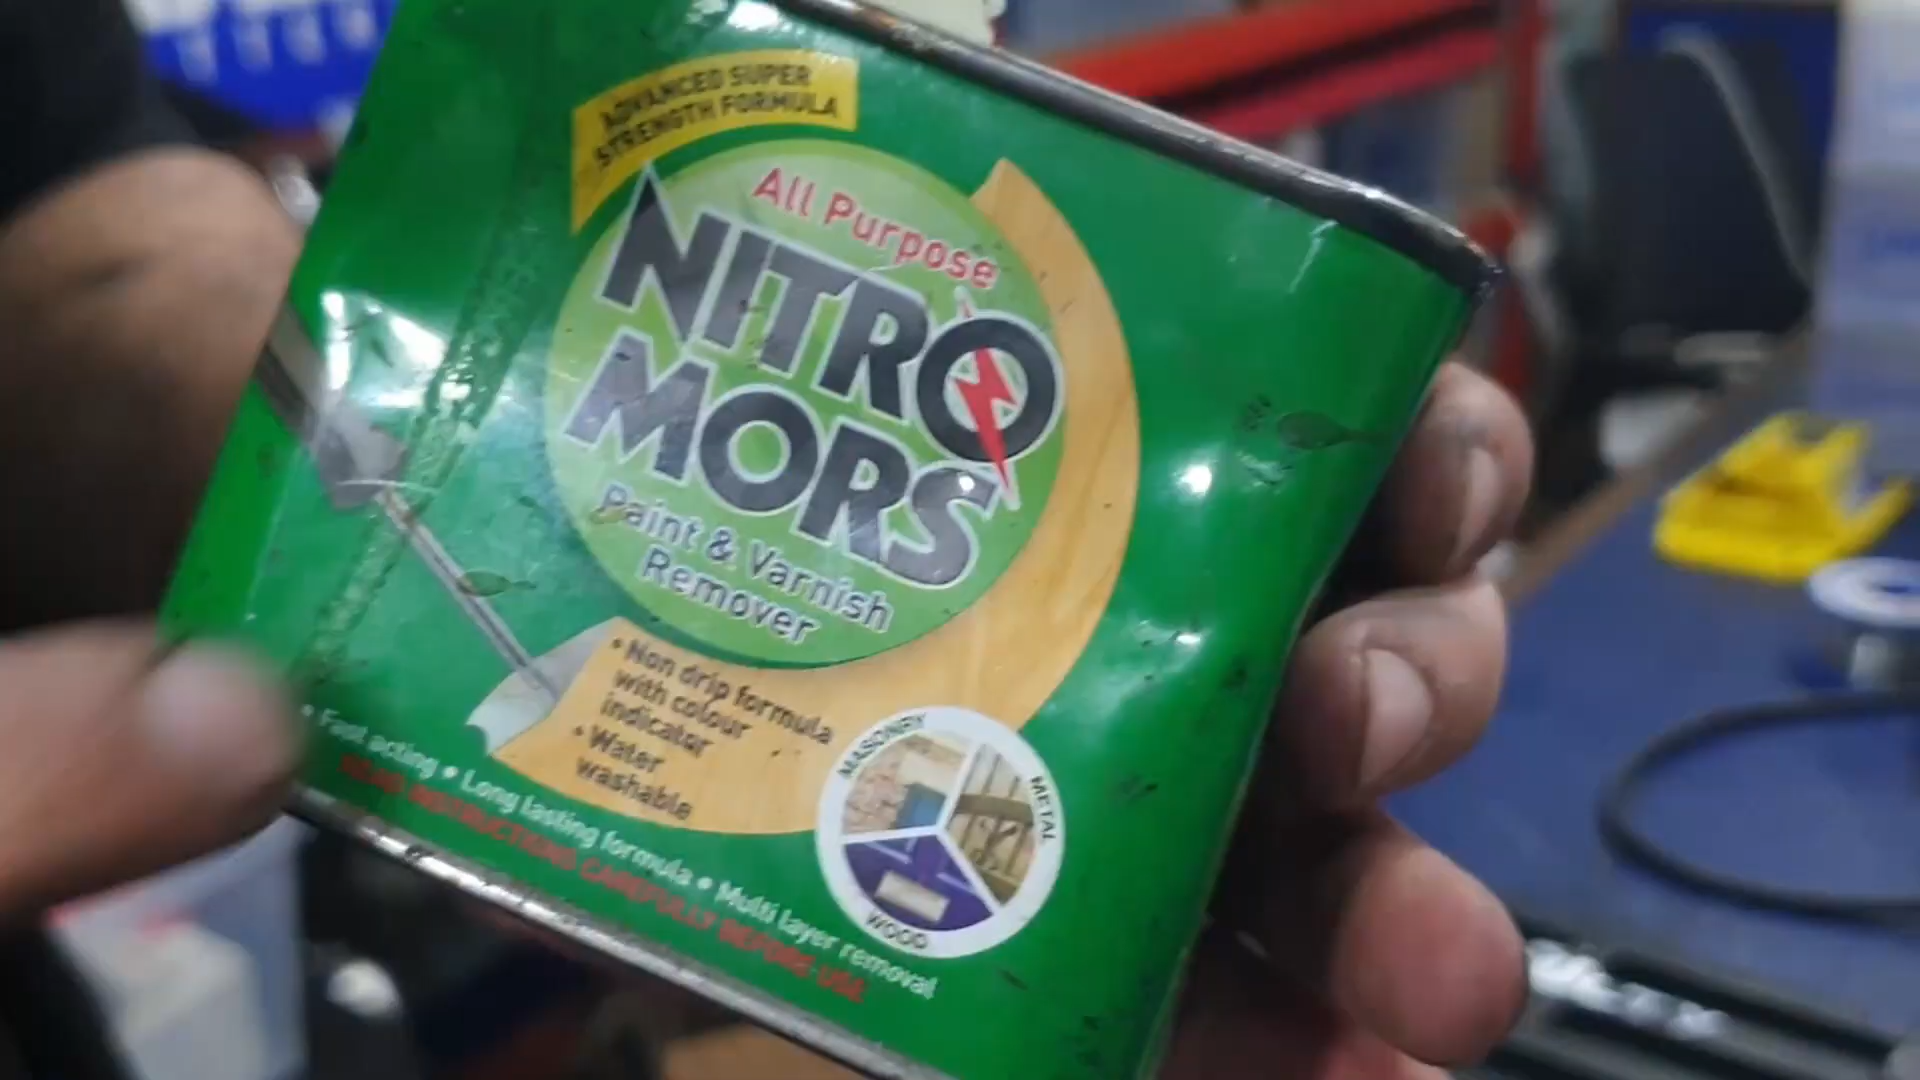 ADVANCED SUPER
STRENGTH FORMULA
All Purpose
NITRO
MORS
Paint & Varnish
Remover
• Non drip formula
with colour
indicator
• Water
washable
MASONRY
METAL
WOOD
• Fast acting • Long lasting formula • Multi layer removal
READ INSTRUCTIONS CAREFULLY BEFORE USE